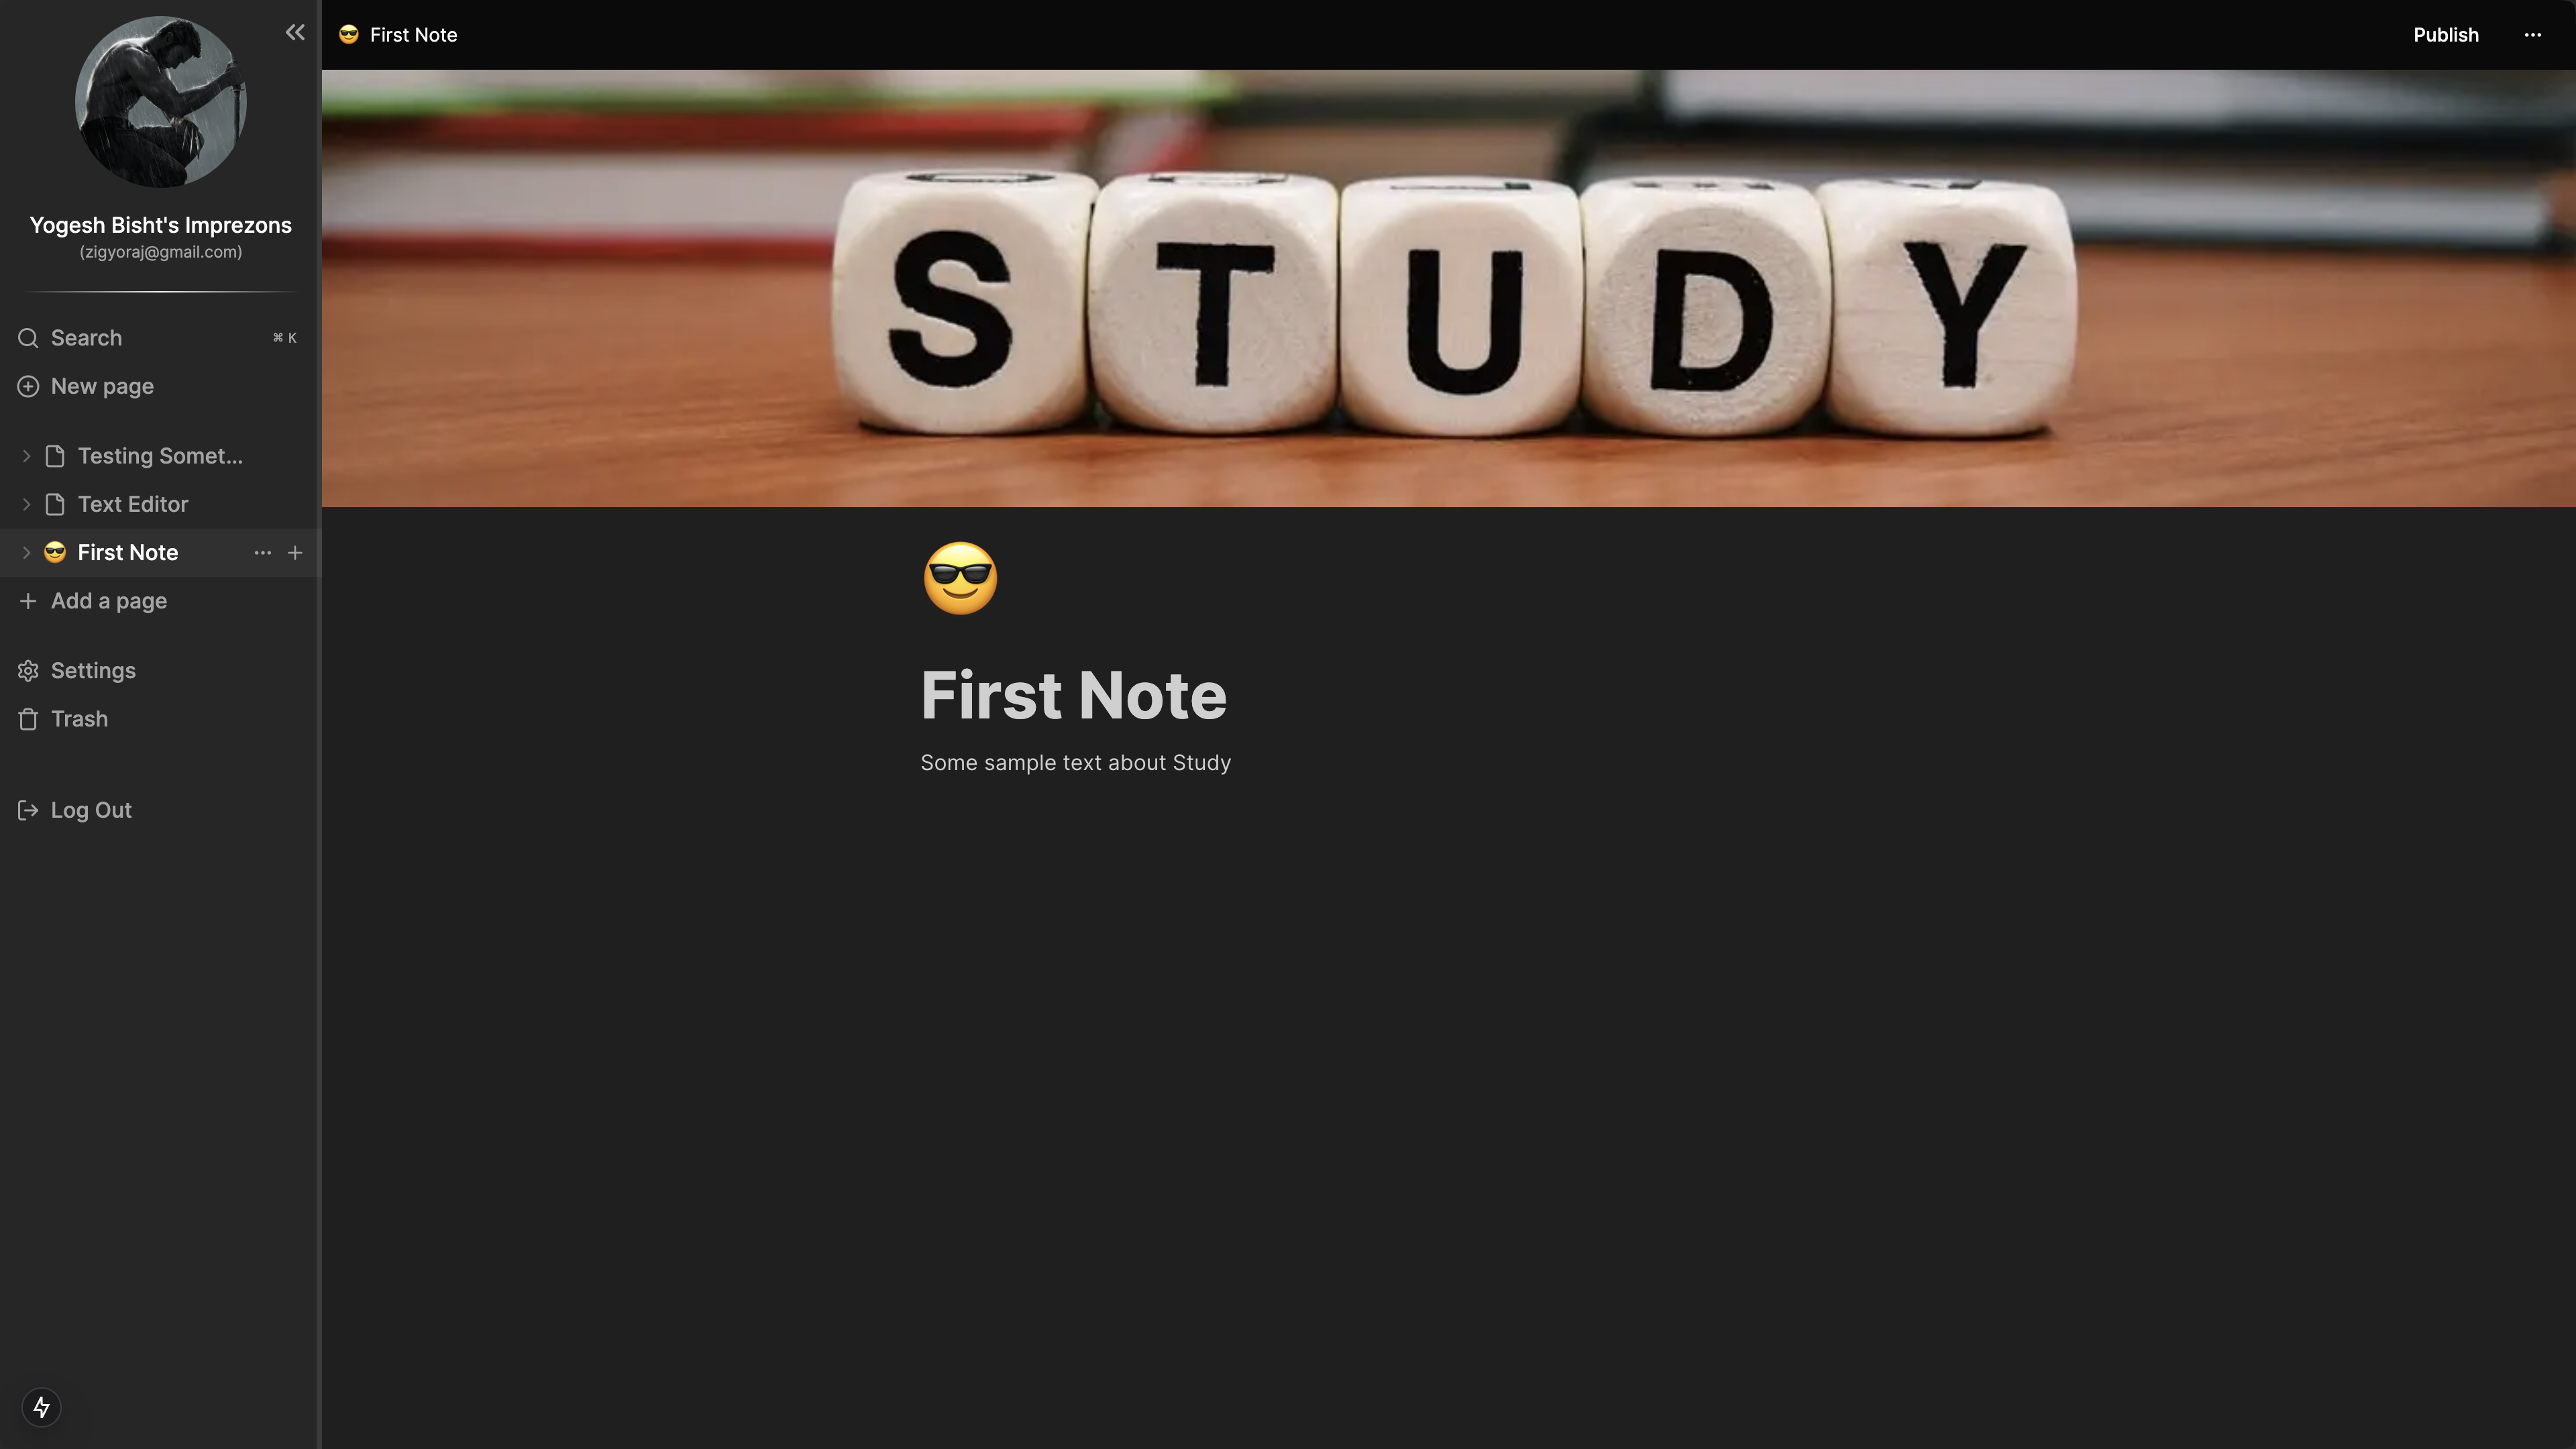 Yogesh Bisht's Imprezons
(zigyoraj@gmail.com)
Search ⌘ K
New page
Testing Somet...
Text Editor
😎 First Note
Add a page
Settings
Trash
Log Out
😎 First Note
Publish
STUDY
😎
First Note
Some sample text about Study